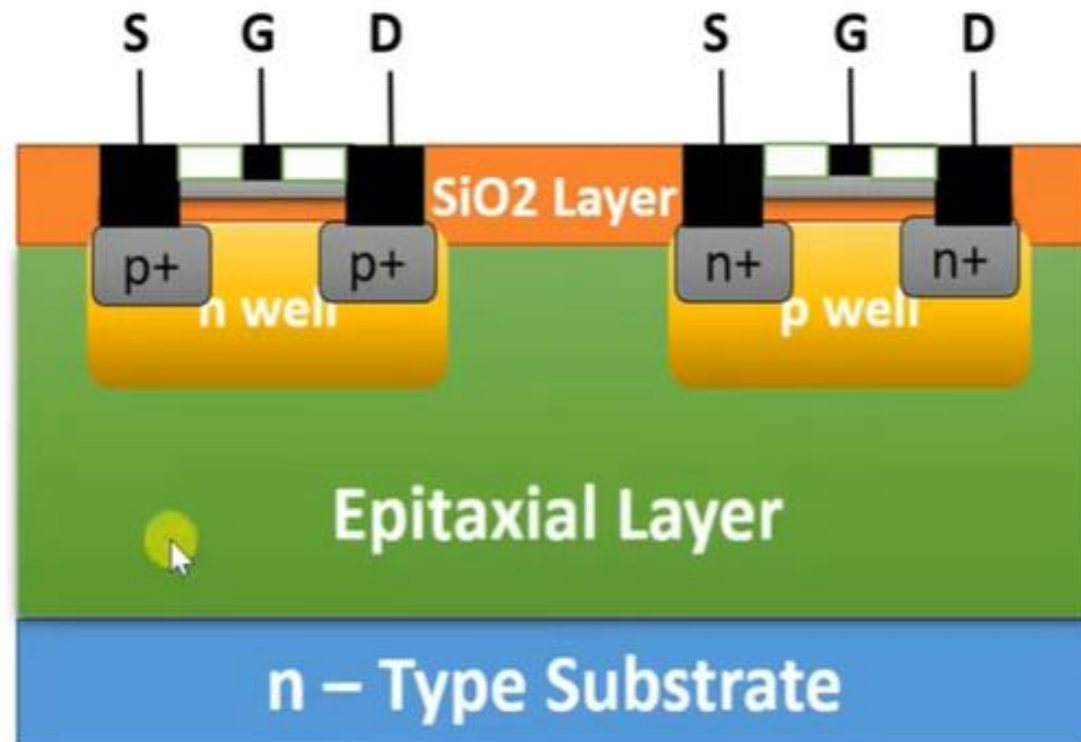 S G D S G D
SiO2 Layer
p+ p+ n+ n+
n well p well
Epitaxial Layer
n – Type Substrate